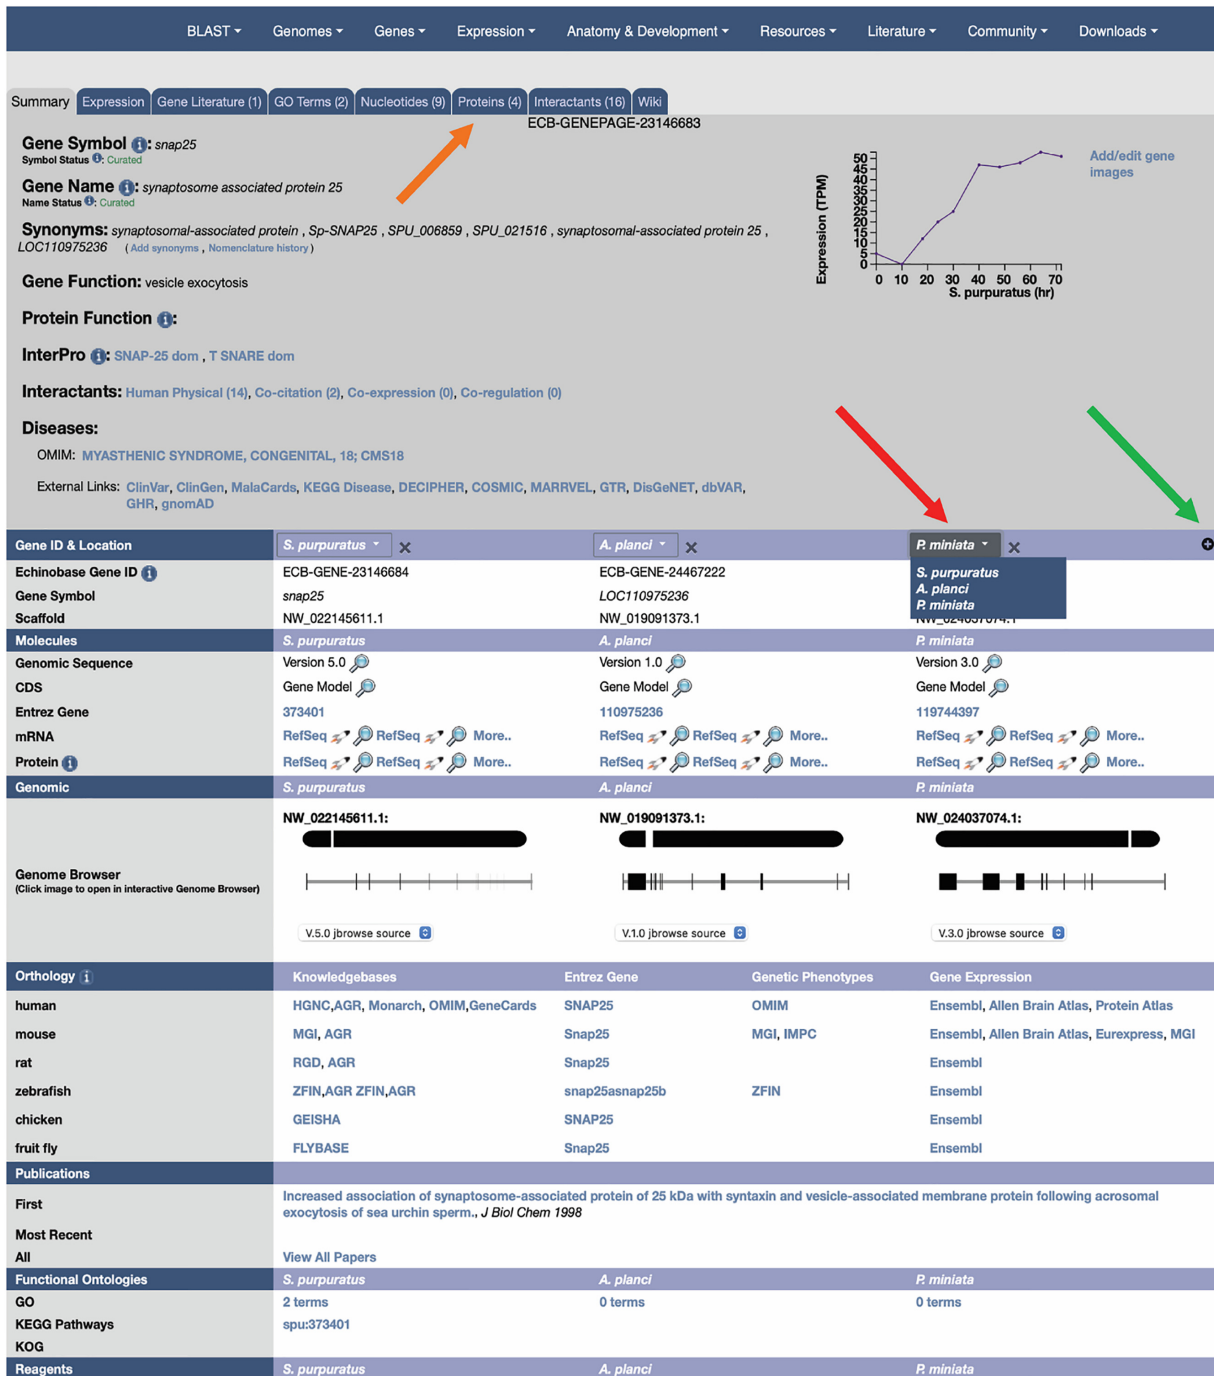 BLAST Genomes Genes Expression Anatomy & Development Resources Literature Community Downloads
Summary Expression Gene Literature (1) GO Terms (2) Nucleotides (9) Proteins (4) Interactants (16) Wiki
ECB-GENEPAGE-23146683
Gene Symbol i: snap25
Symbol Status i: Curated
Gene Name i: synaptosome associated protein 25
Name Status i: Curated
Synonyms: synaptosomal-associated protein , Sp-SNAP25 , SPU_006859 , SPU_021516 , synaptosomal-associated protein 25 ,
LOC110975236 ( Add synonyms , Nomenclature history )
Gene Function: vesicle exocytosis
Protein Function i:
InterPro i: SNAP-25 dom , T SNARE dom
Interactants: Human Physical (14), Co-citation (2), Co-expression (0), Co-regulation (0)
Diseases:
OMIM: MYASTHENIC SYNDROME, CONGENITAL, 18; CMS18
External Links: ClinVar, ClinGen, MalaCards, KEGG Disease, DECIPHER, COSMIC, MARRVEL, GTR, DisGeNET, dbVAR,
GHR, gnomAD
Expression (TPM)
50
45
40
35
30
25
20
15
10
5
0
0 10 20 30 40 50 60 70
S. purpuratus (hr)
Add/edit gene
images
Gene ID & Location S. purpuratus A. planci P. miniata
S. purpuratus
A. planci
P. miniata
Echinobase Gene ID i ECB-GENE-23146684 ECB-GENE-24467222
Gene Symbol snap25 LOC110975236
Scaffold NW_022145611.1 NW_019091373.1 NW_024037074.1
Molecules S. purpuratus A. planci P. miniata
Genomic Sequence Version 5.0 Version 1.0 Version 3.0
CDS Gene Model Gene Model Gene Model
Entrez Gene 373401 110975236 119744397
mRNA RefSeq RefSeq More.. RefSeq RefSeq More.. RefSeq RefSeq More..
Protein i RefSeq RefSeq More.. RefSeq RefSeq More.. RefSeq RefSeq More..
Genomic S. purpuratus A. planci P. miniata
NW_022145611.1: NW_019091373.1: NW_024037074.1:
Genome Browser
(Click image to open in interactive Genome Browser)
V.5.0 jbrowse source V.1.0 jbrowse source V.3.0 jbrowse source
Orthology i Knowledgebases Entrez Gene Genetic Phenotypes Gene Expression
human HGNC,AGR, Monarch, OMIM,GeneCards SNAP25 OMIM Ensembl, Allen Brain Atlas, Protein Atlas
mouse MGI, AGR Snap25 MGI, IMPC Ensembl, Allen Brain Atlas, Eurexpress, MGI
rat RGD, AGR Snap25 Ensembl
zebrafish ZFIN,AGR ZFIN,AGR snap25asnap25b ZFIN Ensembl
chicken GEISHA SNAP25 Ensembl
fruit fly FLYBASE Snap25 Ensembl
Publications
First Increased association of synaptosome-associated protein of 25 kDa with syntaxin and vesicle-associated membrane protein following acrosomal
exocytosis of sea urchin sperm., J Biol Chem 1998
Most Recent
All View All Papers
Functional Ontologies S. purpuratus A. planci P. miniata
GO 2 terms 0 terms 0 terms
KEGG Pathways spu:373401
KOG
Reagents S. purpuratus A. planci P. miniata